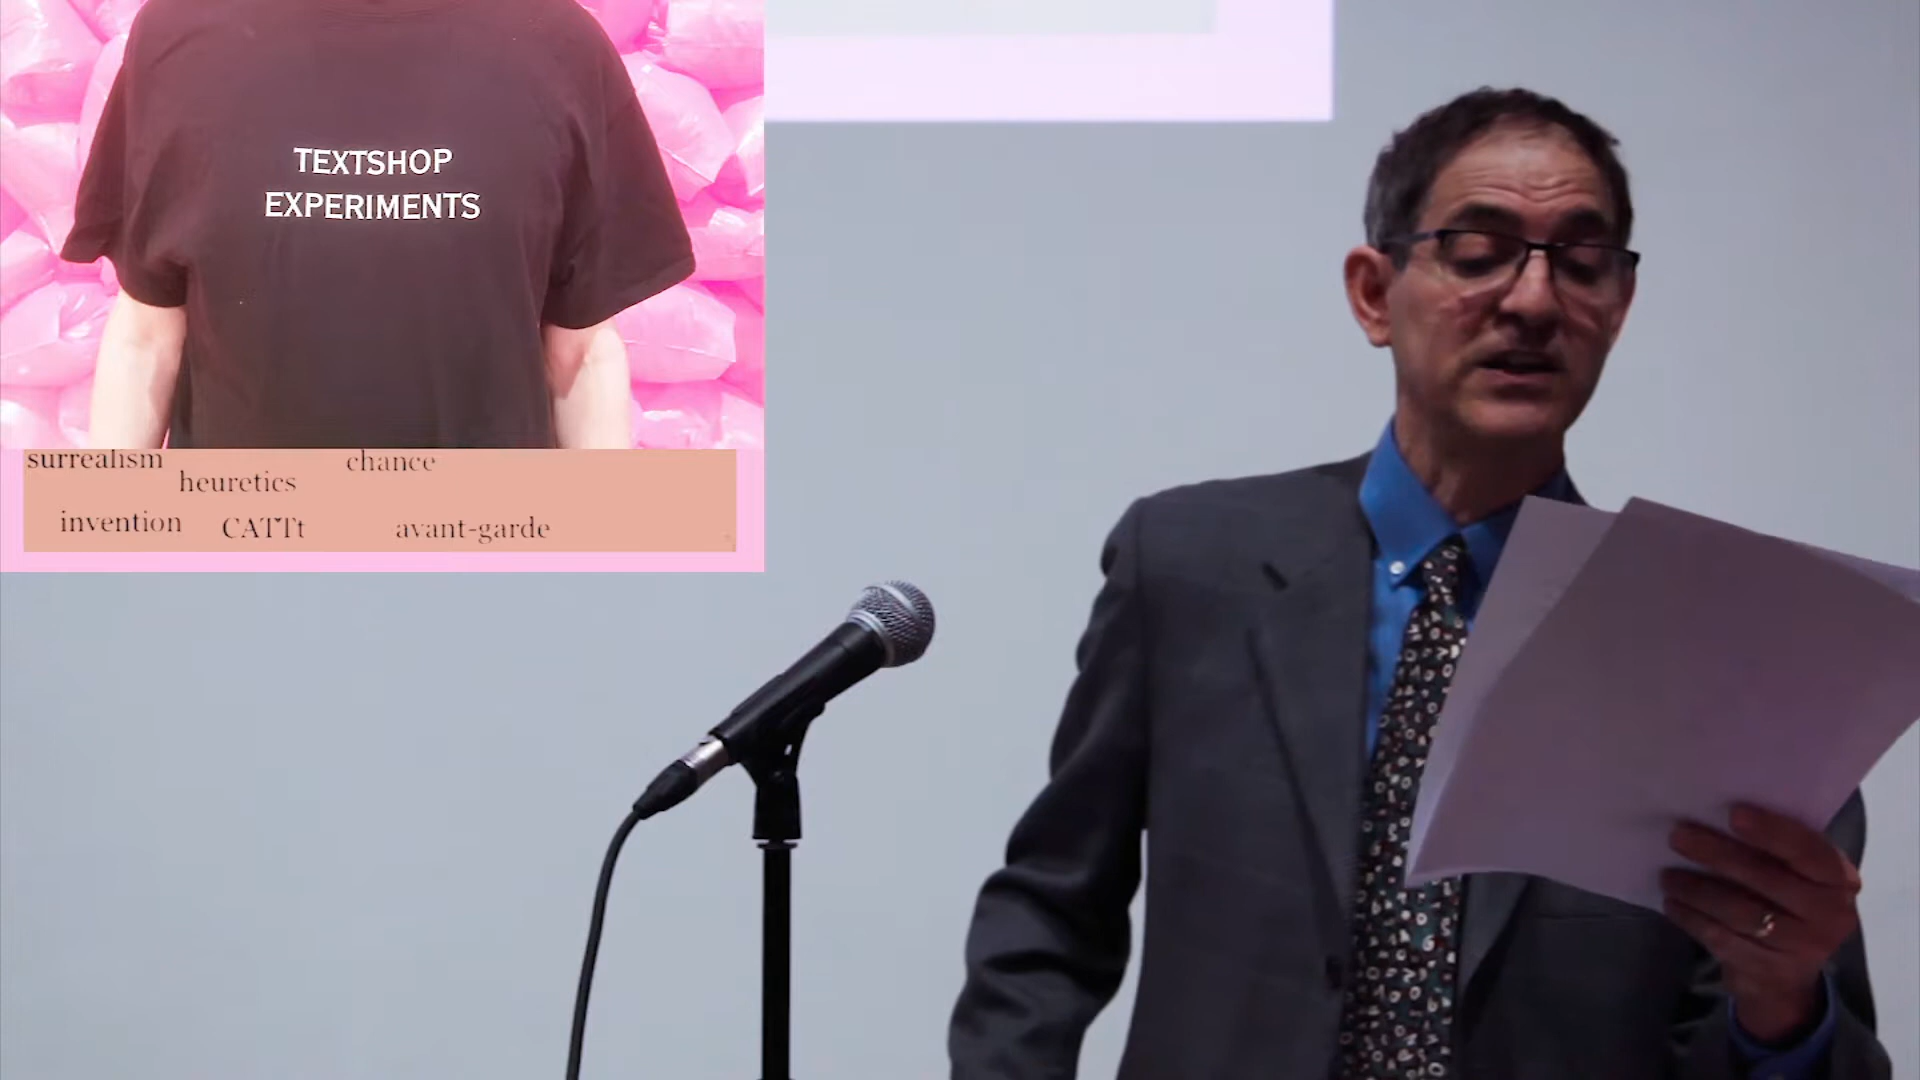 TEXTSHOP
EXPERIMENTS
surrealism
chance
heuretics
invention
CATTt
avant-garde